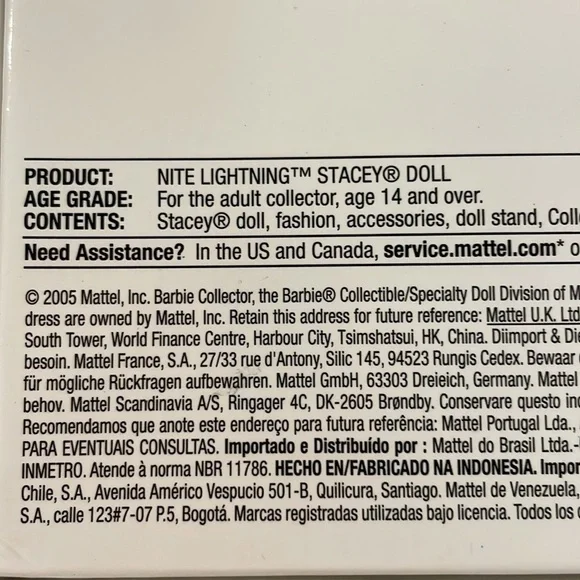 PRODUCT: NITE LIGHTNING™ STACEY® DOLL
AGE GRADE: For the adult collector, age 14 and over.
CONTENTS: Stacey® doll, fashion, accessories, doll stand, Coll
Need Assistance? In the US and Canada, service.mattel.com* o
© 2005 Mattel, Inc. Barbie Collector, the Barbie® Collectible/Specialty Doll Division of M
dress are owned by Mattel, Inc. Retain this address for future reference: Mattel U.K. Ltd
South Tower, World Finance Centre, Harbour City, Tsimshatsui, HK, China. Diimport & Die
besoin. Mattel France, S.A., 27/33 rue d'Antony, Silic 145, 94523 Rungis Cedex. Bewaar
für mögliche Rückfragen aufbewahren. Mattel GmbH, 63303 Dreieich, Germany. Mattel
behov. Mattel Scandinavia A/S, Ringager 4C, DK-2605 Brøndby. Conservare questo ind
Recomendamos que anote este endereço para futura referência: Mattel Portugal Lda.,
PARA EVENTUAIS CONSULTAS. Importado e Distribuído por : Mattel do Brasil Ltda.-
INMETRO. Atende à norma NBR 11786. HECHO EN/FABRICADO NA INDONESIA. Impor
Chile, S.A., Avenida Américo Vespucio 501-B, Quilicura, Santiago. Mattel de Venezuela,
S.A., calle 123#7-07 P.5, Bogotá. Marcas registradas utilizadas bajo licencia. Todos los